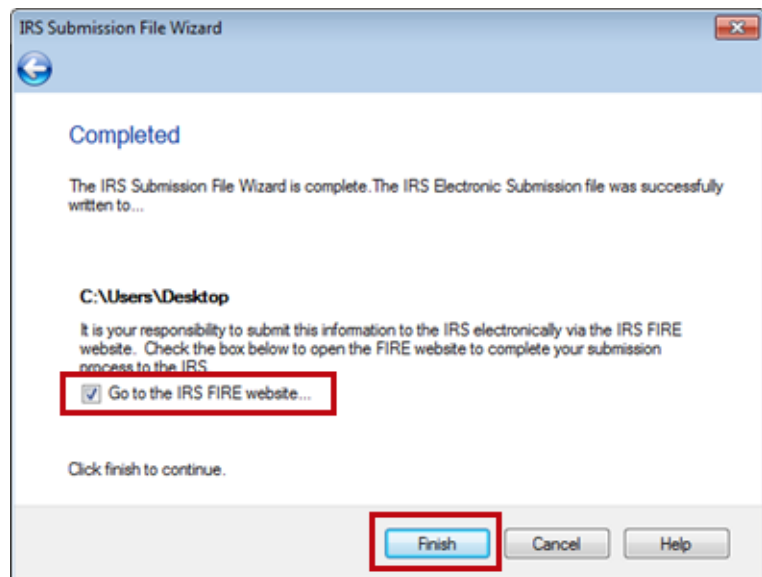 IRS Submission File Wizard
Completed
The IRS Submission File Wizard is complete.The IRS Electronic Submission file was successfully
written to...
C:\Users\Desktop
It is your responsibility to submit this information to the IRS electronically via the IRS FIRE
website. Check the box below to open the FIRE website to complete your submission
process to the IRS
Go to the IRS FIRE website...
Click finish to continue.
Finish Cancel Help